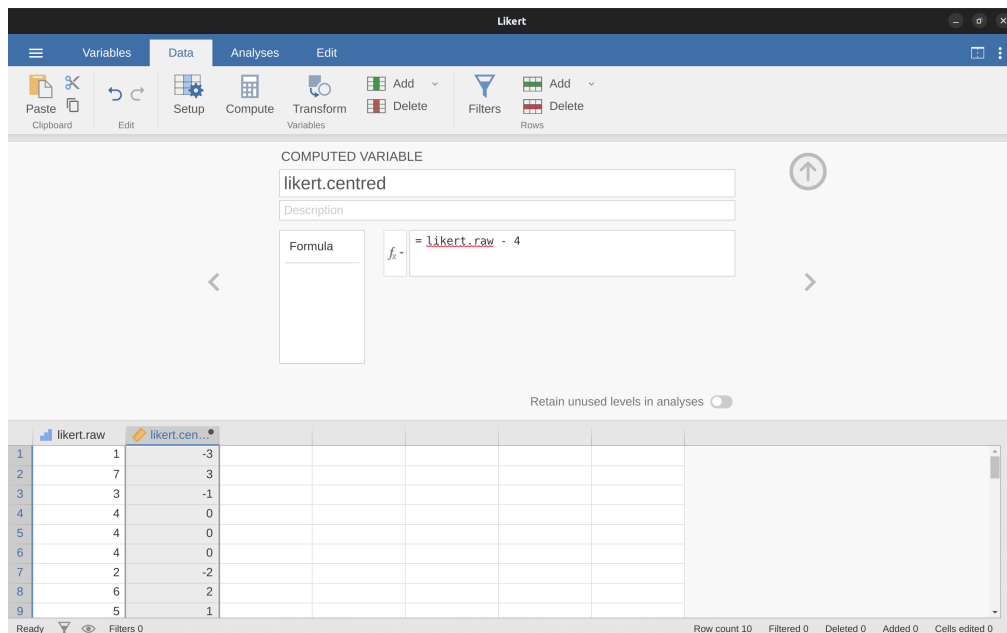 Likert
Variables Data Analyses Edit
Paste Setup Compute Transform Add Delete Filters Add Delete
Clipboard Edit Variables Rows
COMPUTED VARIABLE
likert.centred
Description
Formula
fx
= likert.raw - 4
Retain unused levels in analyses
likert.raw likert.cen...
1 1 -3
2 7 3
3 3 -1
4 4 0
5 4 0
6 4 0
7 2 -2
8 6 2
9 5 1
Ready Filters 0 Row count 10 Filtered 0 Deleted 0 Added 0 Cells edited 0